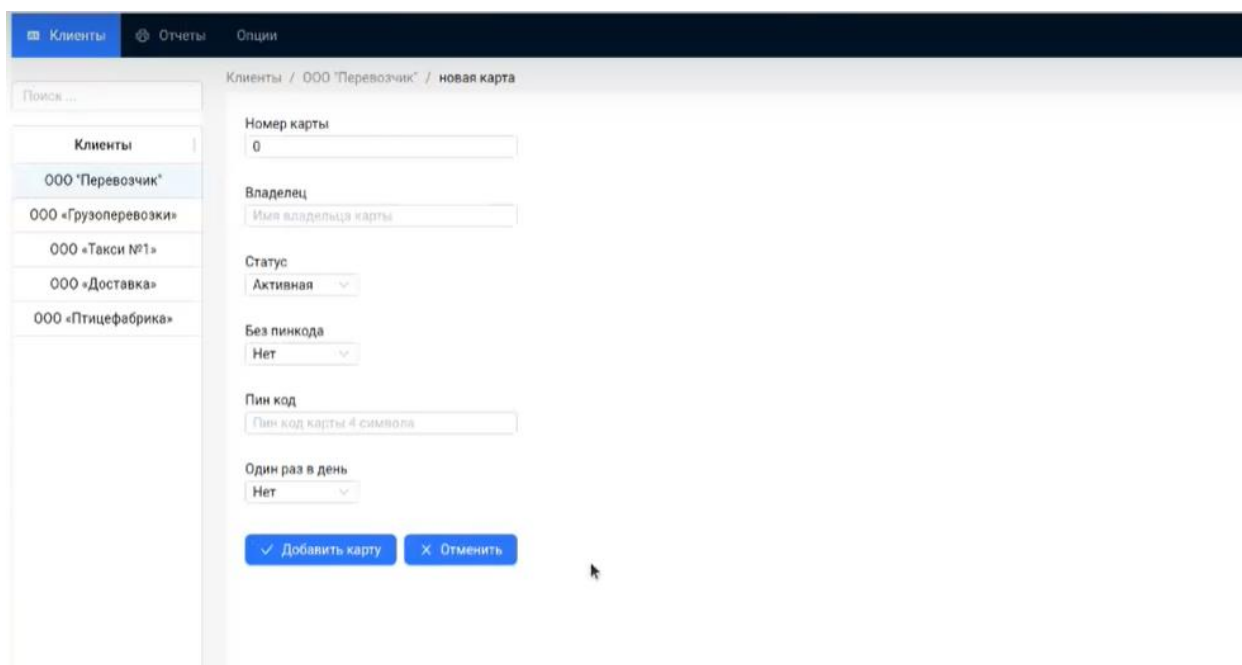 Клиенты Отчеты Опции
Клиенты / ООО "Перевозчик" / новая карта
Поиск ...
Клиенты
ООО "Перевозчик"
ООО «Грузоперевозки»
ООО «Такси №1»
ООО «Доставка»
ООО «Птицефабрика»
Номер карты
0
Владелец
Имя владельца карты
Статус
Активная
Без пинкода
Нет
Пин код
Пин код карты 4 символа
Один раз в день
Нет
Добавить карту Отменить